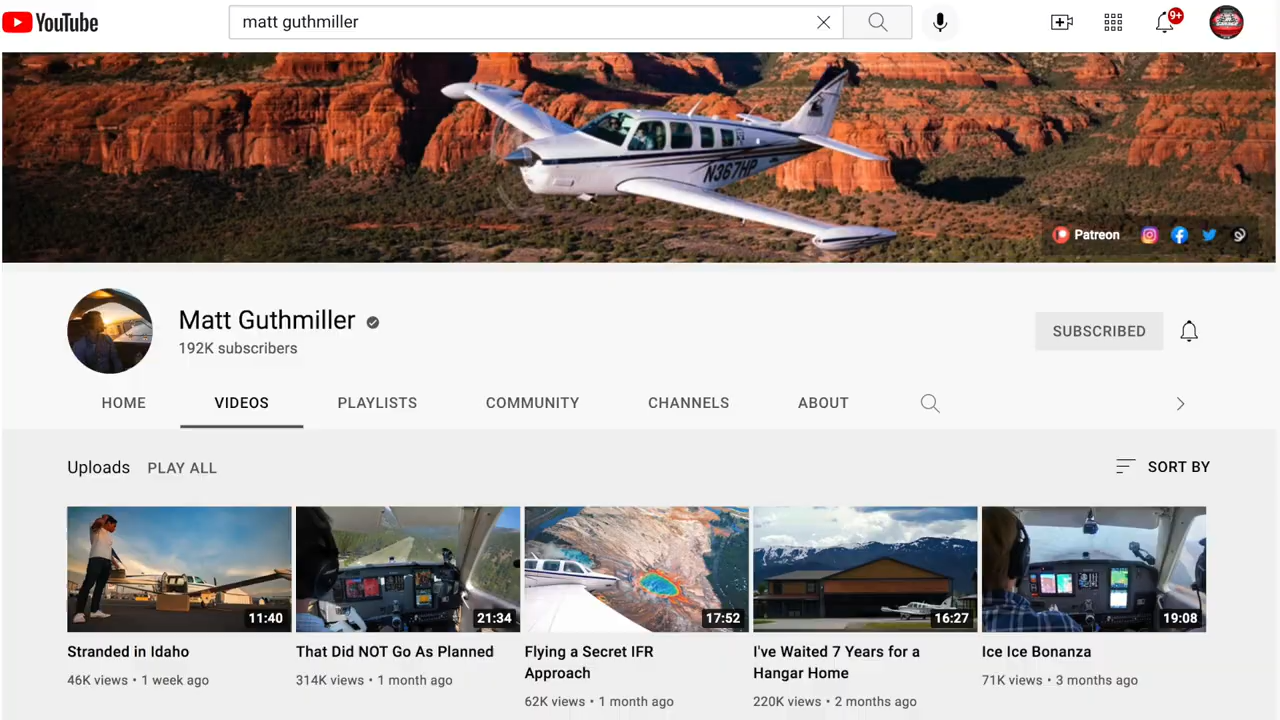 YouTube
matt guthmiller
9+
N367HP
Patreon
Matt Guthmiller
192K subscribers
SUBSCRIBED
HOME VIDEOS PLAYLISTS COMMUNITY CHANNELS ABOUT
Uploads PLAY ALL SORT BY
11:40 21:34 17:52 16:27 19:08
Stranded in Idaho
46K views • 1 week ago
That Did NOT Go As Planned
314K views • 1 month ago
Flying a Secret IFR
Approach
62K views • 1 month ago
I've Waited 7 Years for a
Hangar Home
220K views • 2 months ago
Ice Ice Bonanza
71K views • 3 months ago